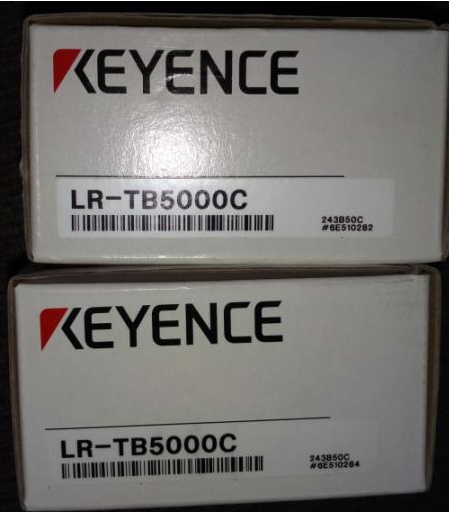 KEYENCE
LR-TB5000C
243B50C
#6E510282
KEYENCE
LR-TB5000C
243B50C
#6E510284